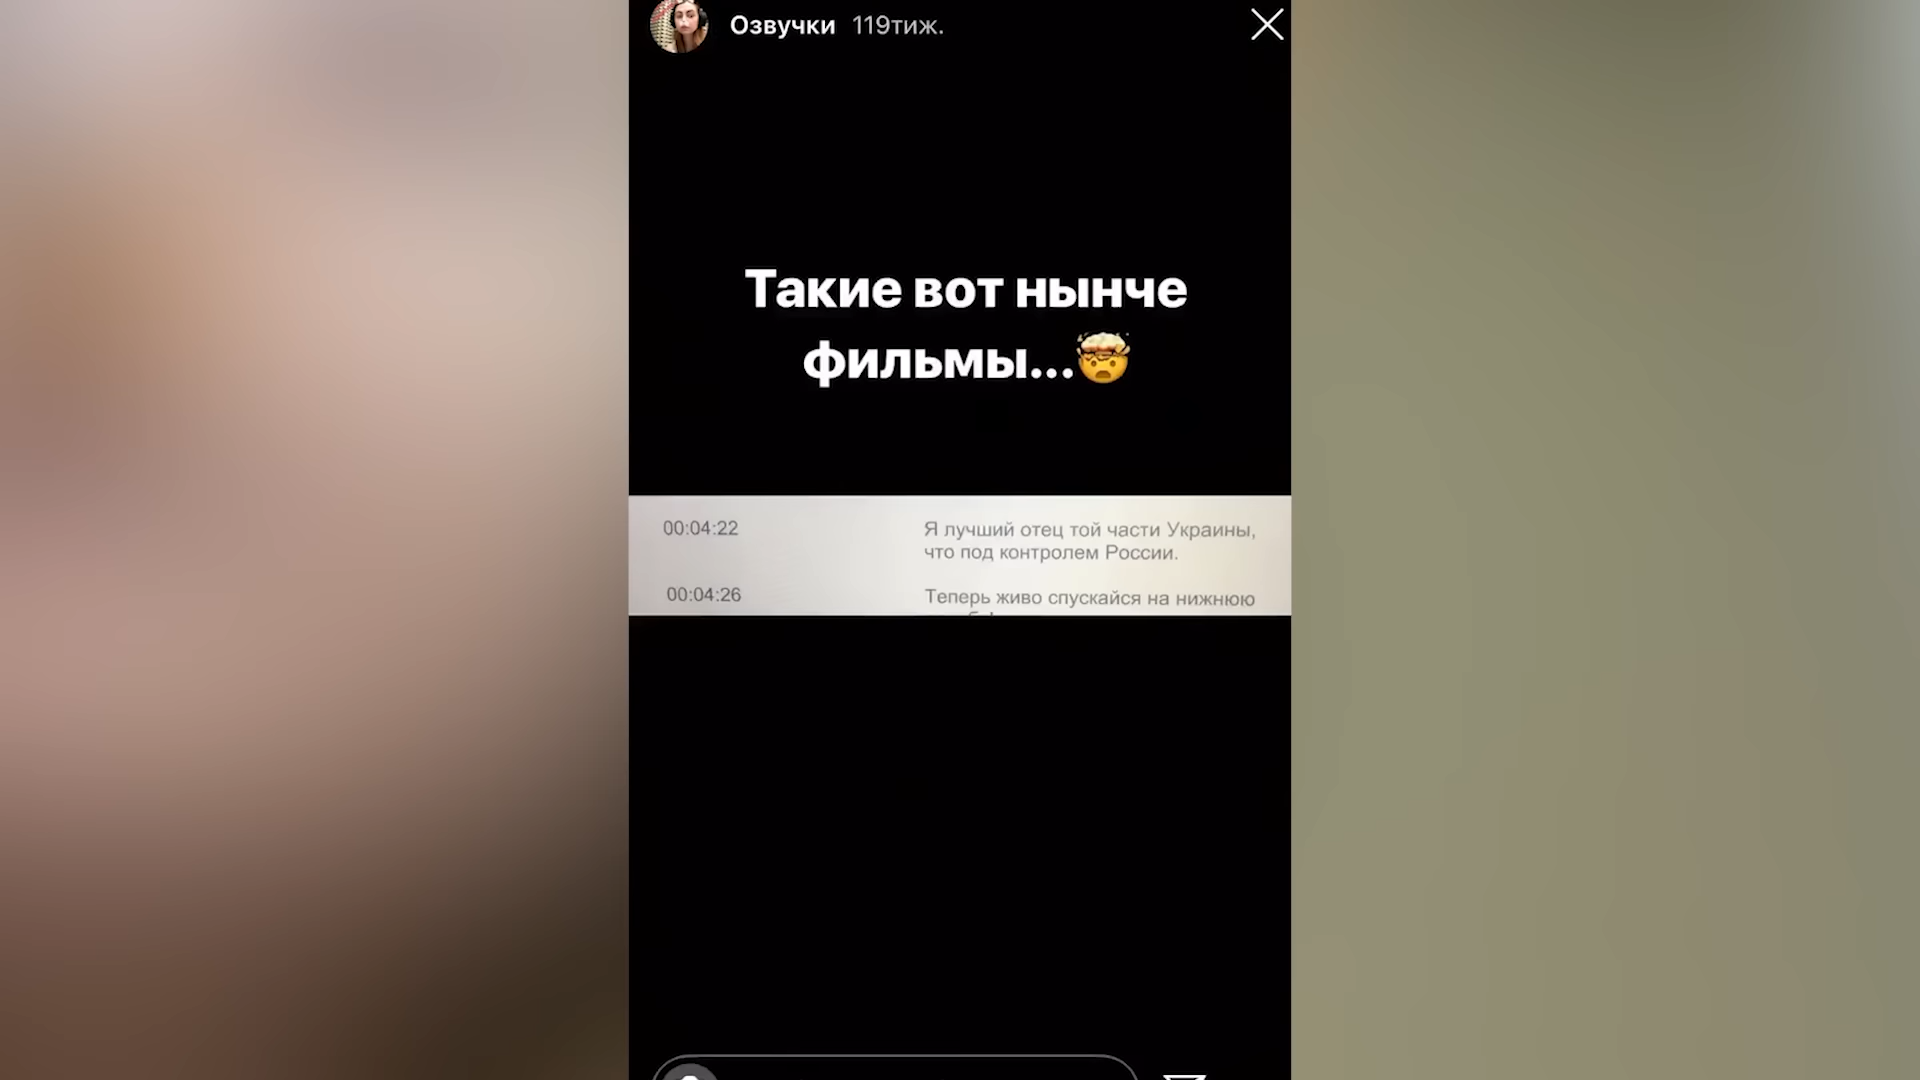 Озвучки 119тиж.
Такие вот нынче
фильмы...🤯
00:04:22
Я лучший отец той части Украины,
что под контролем России.
00:04:26
Теперь живо спускайся на нижнюю